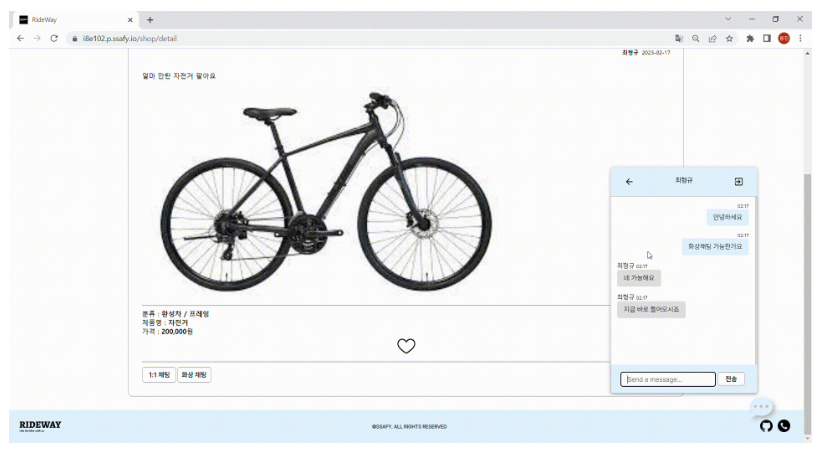 RideWay
i8e102.p.ssafy.io/shop/detail
최형규 2023-02-17
얼마 안탄 자전거 팔아요
분류 : 완성차 / 프레임
제품명 : 자전거
가격 : 200,000원
1:1 채팅 화상 채팅
최형규
02:17
안녕하세요
02:17
화상채팅 가능한가요
최형규 02:17
네 가능해요
최형규 02:17
지금 바로 들어오시죠
Send a message...
전송
RIDEWAY
©SSAFY. ALL RIGHTS RESERVED